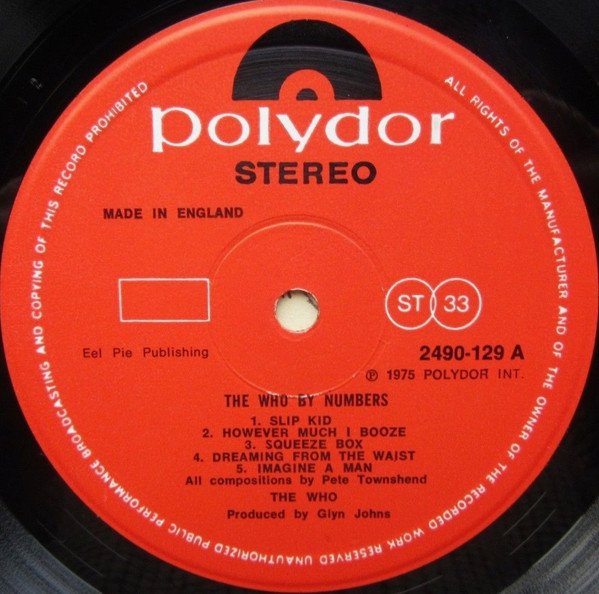 polydor
STEREO
MADE IN ENGLAND
ST 33
Eel Pie Publishing
2490-129 A
℗ 1975 POLYDOR INT.
THE WHO BY NUMBERS
1. SLIP KID
2. HOWEVER MUCH I BOOZE
3. SQUEEZE BOX
4. DREAMING FROM THE WAIST
5. IMAGINE A MAN
All compositions by Pete Townshend
THE WHO
Produced by Glyn Johns
ALL RIGHTS OF THE MANUFACTURER AND OF THE OWNER OF THE RECORDED WORK RESERVED UNAUTHORIZED PUBLIC PERFORMANCE BROADCASTING AND COPYING OF THIS RECORD PROHIBITED